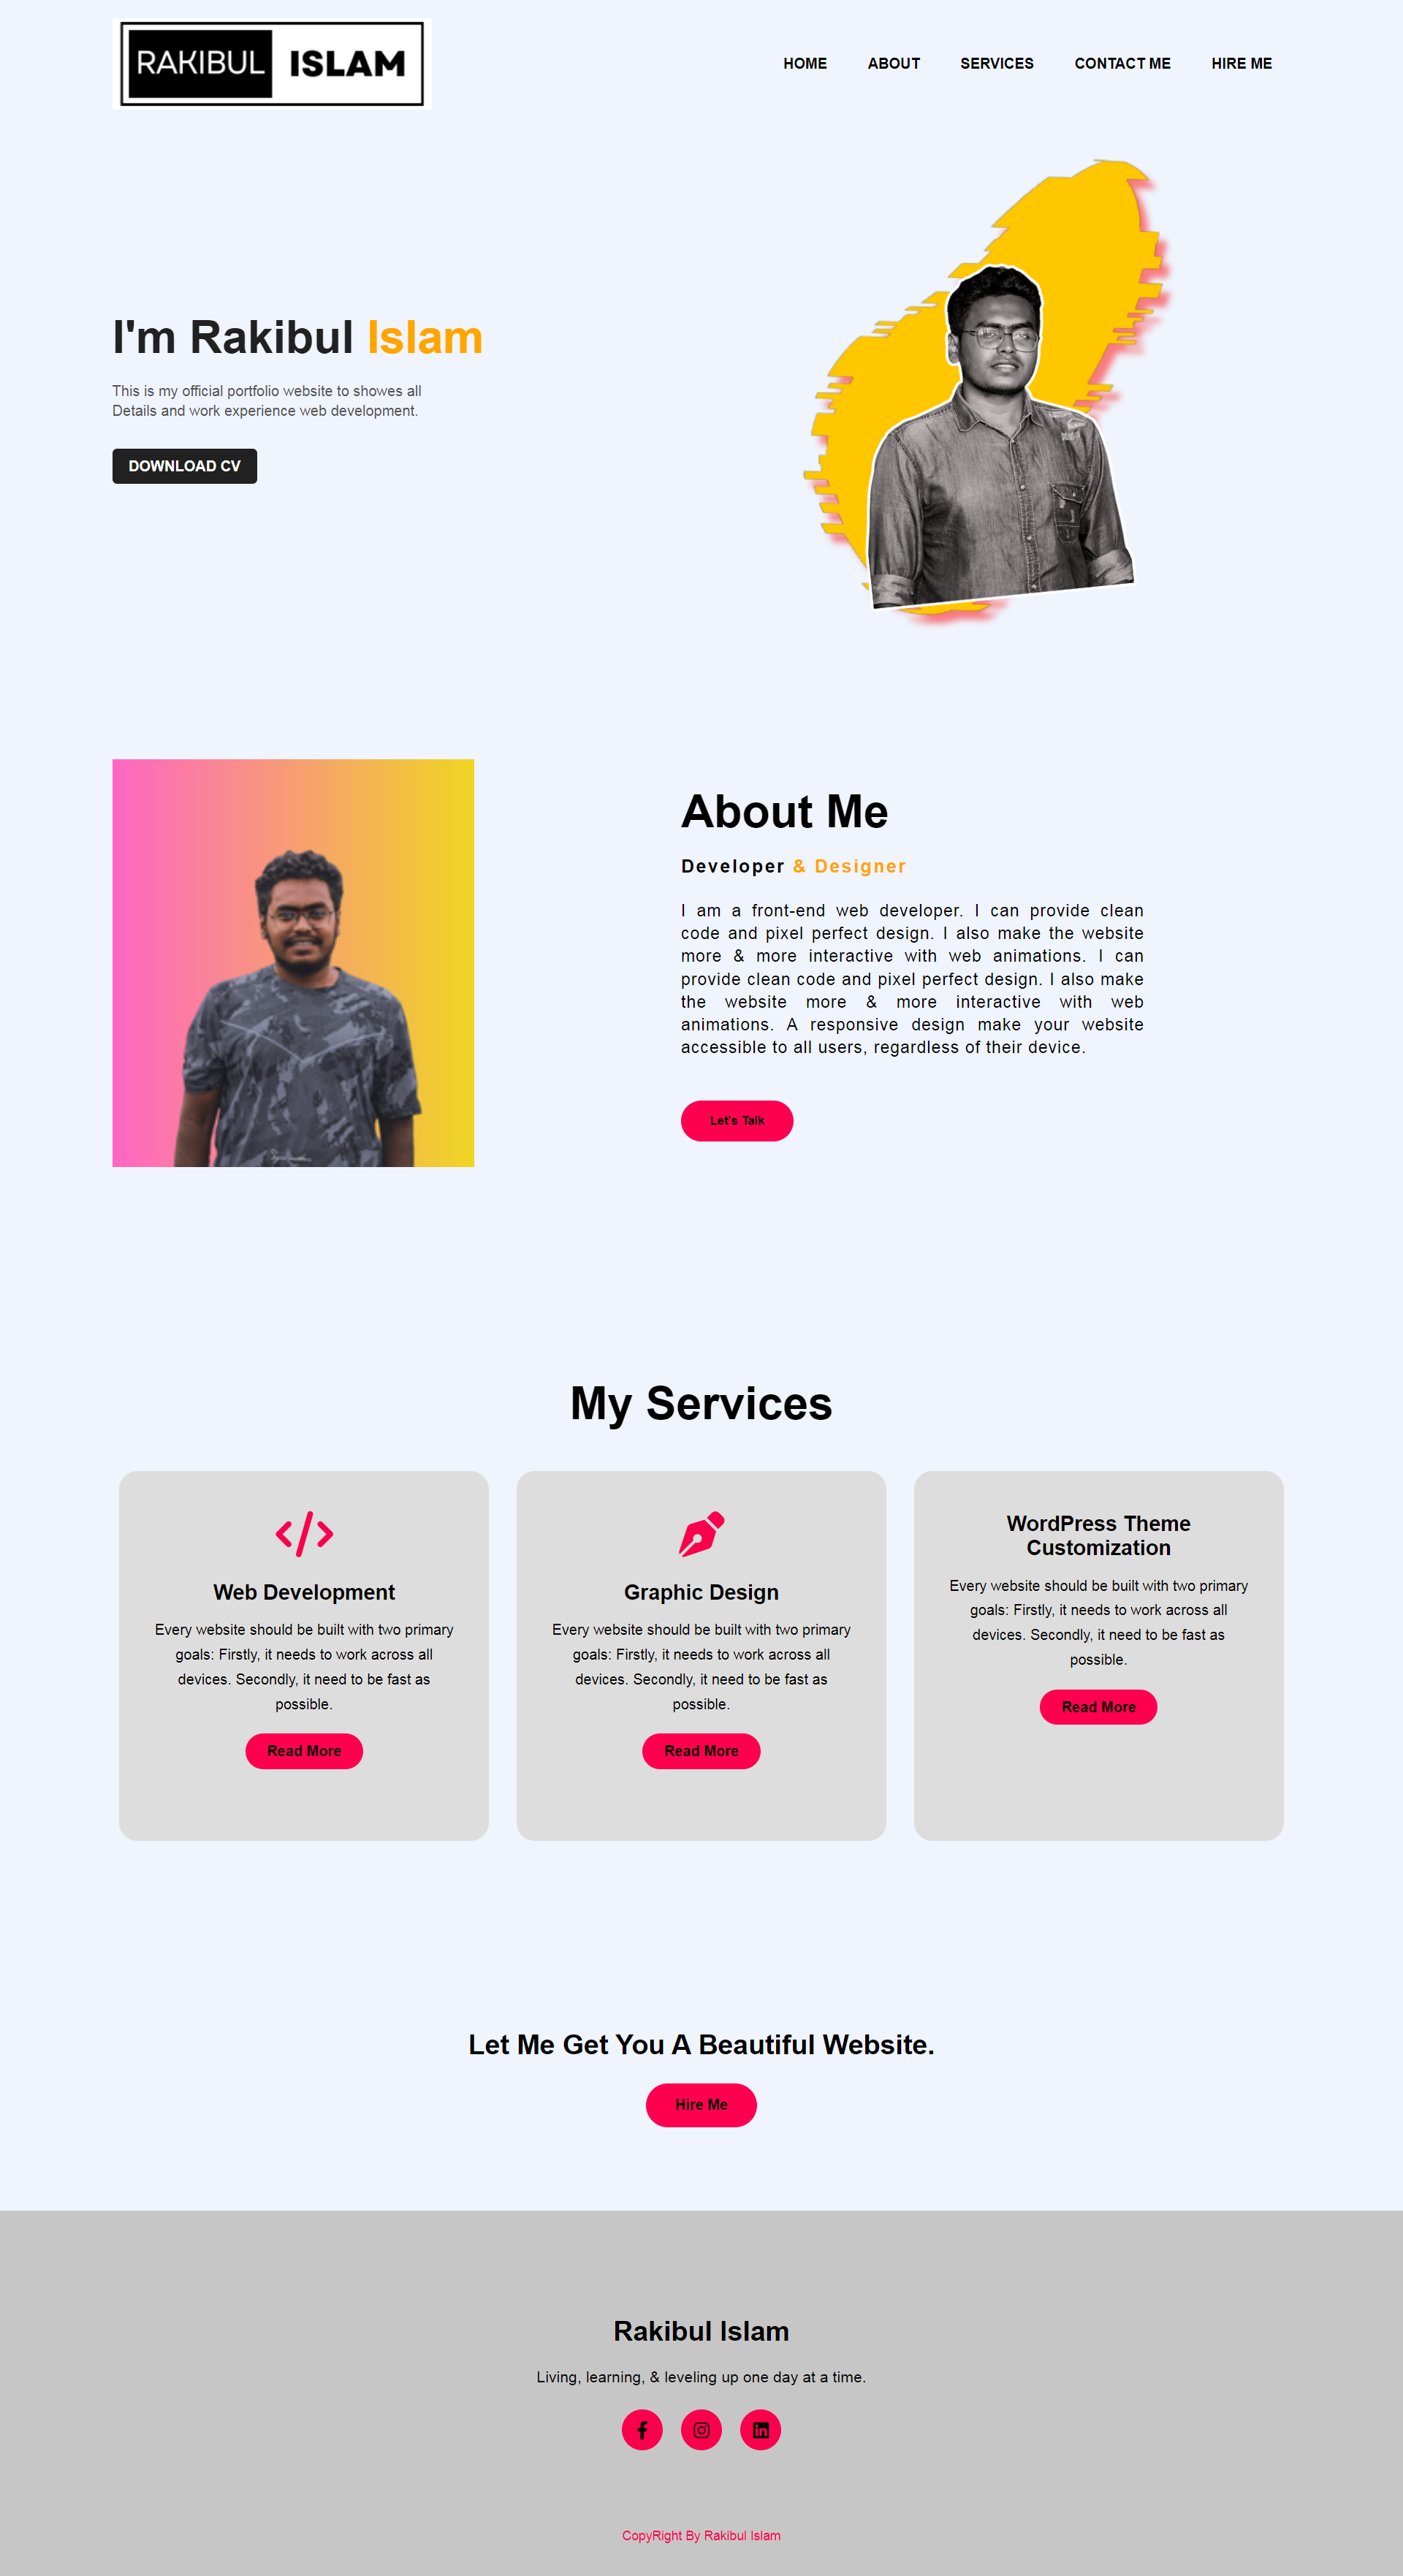 RAKIBUL ISLAM
HOME ABOUT SERVICES CONTACT ME HIRE ME
I'm Rakibul Islam
This is my official portfolio website to showes all
Details and work experience web development.
DOWNLOAD CV
About Me
Developer & Designer
I am a front-end web developer. I can provide clean
code and pixel perfect design. I also make the website
more & more interactive with web animations. I can
provide clean code and pixel perfect design. I also make
the website more & more interactive with web
animations. A responsive design make your website
accessible to all users, regardless of their device.
Let's Talk
My Services
Web Development
Every website should be built with two primary
goals: Firstly, it needs to work across all
devices. Secondly, it need to be fast as
possible.
Read More
Graphic Design
Every website should be built with two primary
goals: Firstly, it needs to work across all
devices. Secondly, it need to be fast as
possible.
Read More
WordPress Theme
Customization
Every website should be built with two primary
goals: Firstly, it needs to work across all
devices. Secondly, it need to be fast as
possible.
Read More
Let Me Get You A Beautiful Website.
Hire Me
Rakibul Islam
Living, learning, & leveling up one day at a time.
CopyRight By Rakibul Islam